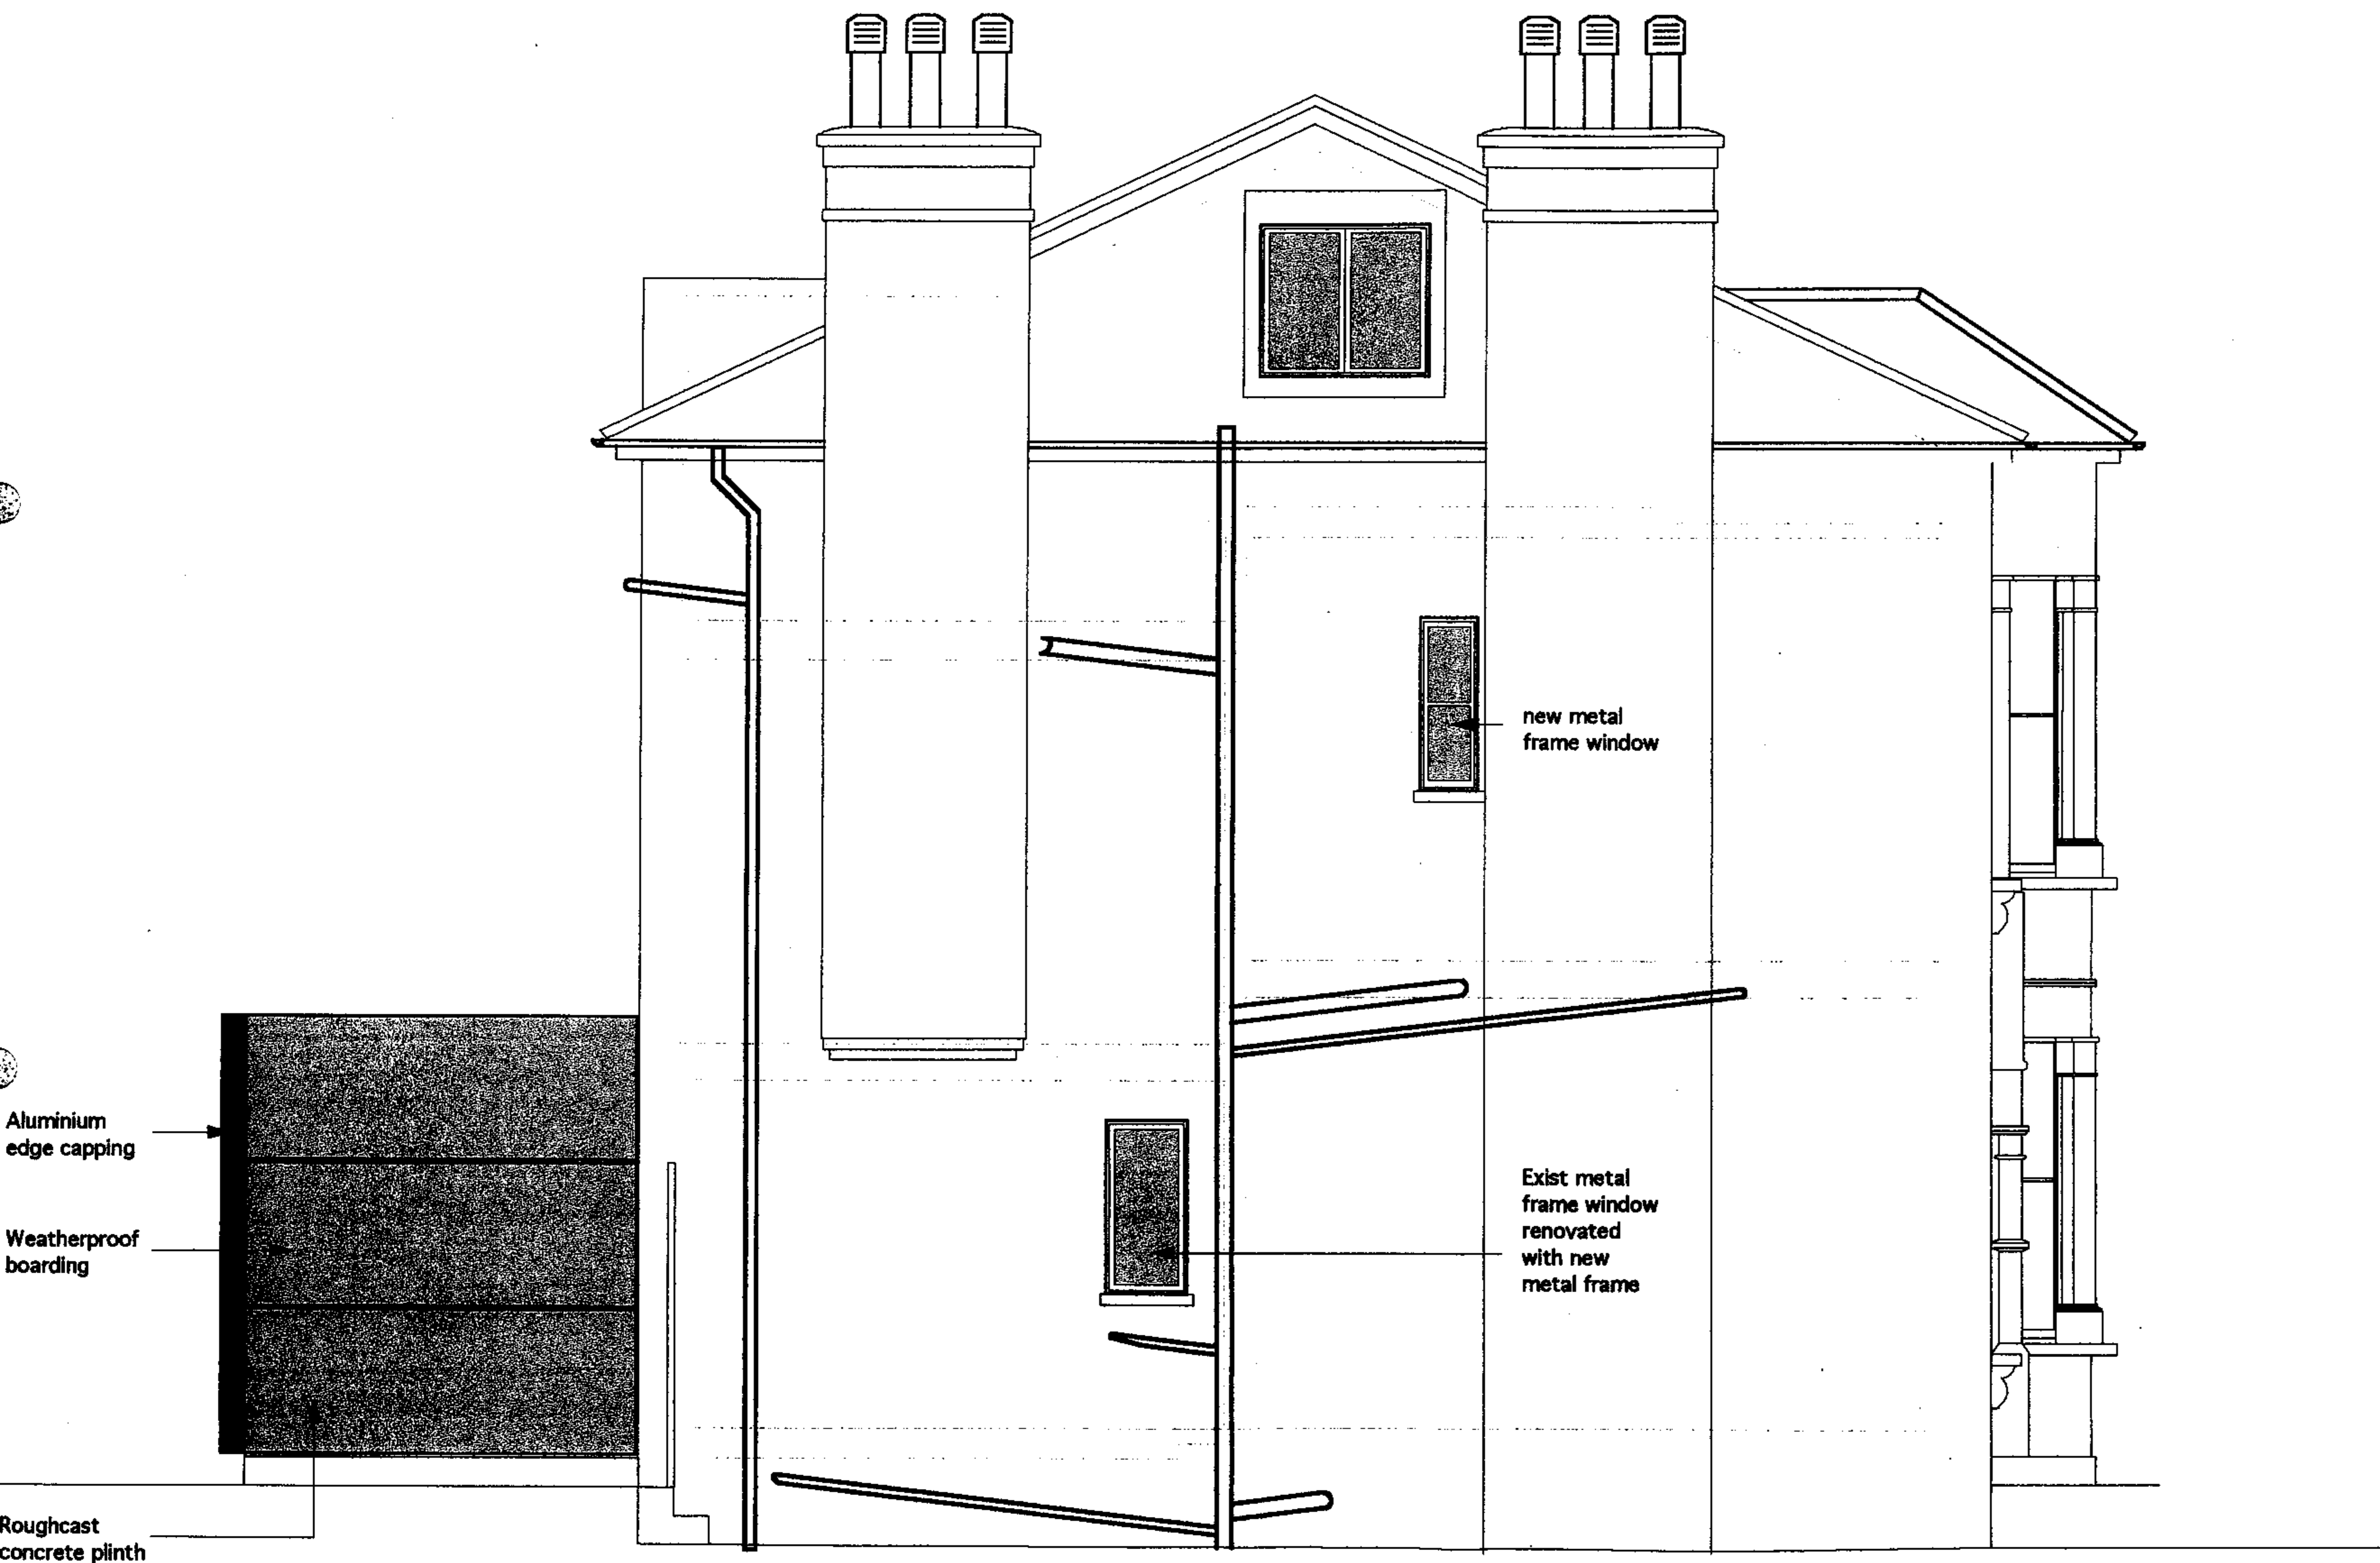 new metal
frame window
Aluminium
edge capping
Weatherproof
boarding
Exist metal
frame window
renovated
with new
metal frame
Roughcast
concrete plinth